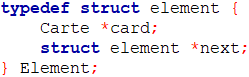 typedef struct element {
    Carte *card;
    struct element *next;
} Element;